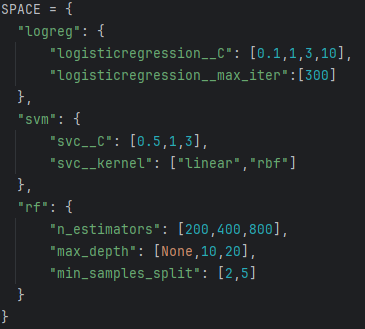 SPACE = {
  "logreg": {
      "logisticregression__C": [0.1,1,3,10],
      "logisticregression__max_iter":[300]
  },
  "svm": {
      "svc__C": [0.5,1,3],
      "svc__kernel": ["linear","rbf"]
  },
  "rf": {
      "n_estimators": [200,400,800],
      "max_depth": [None,10,20],
      "min_samples_split": [2,5]
  }
}